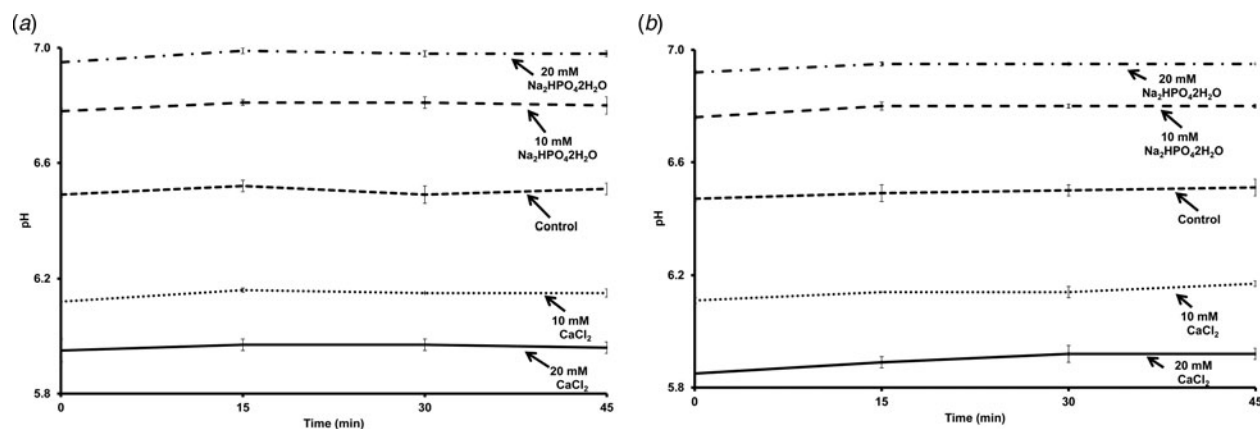 (a)
7.0
6.6
6.2
5.8
pH
20 mM
Na₂HPO₄2H₂O
10 mM
Na₂HPO₄2H₂O
Control
10 mM
CaCl₂
20 mM
CaCl₂
0 15 30 45
Time (min)
(b)
7.0
6.6
6.2
5.8
pH
20 mM
Na₂HPO₄2H₂O
10 mM
Na₂HPO₄2H₂O
Control
10 mM
CaCl₂
20 mM
CaCl₂
0 15 30 45
Time (min)